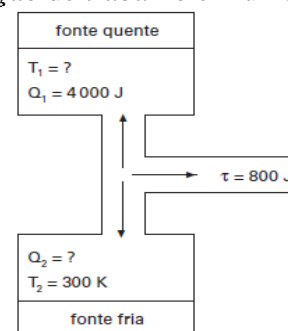 fonte quente
T₁ = ?
Q₁ = 4 000 J
τ = 800 J
Q₂ = ?
T₂ = 300 K
fonte fria